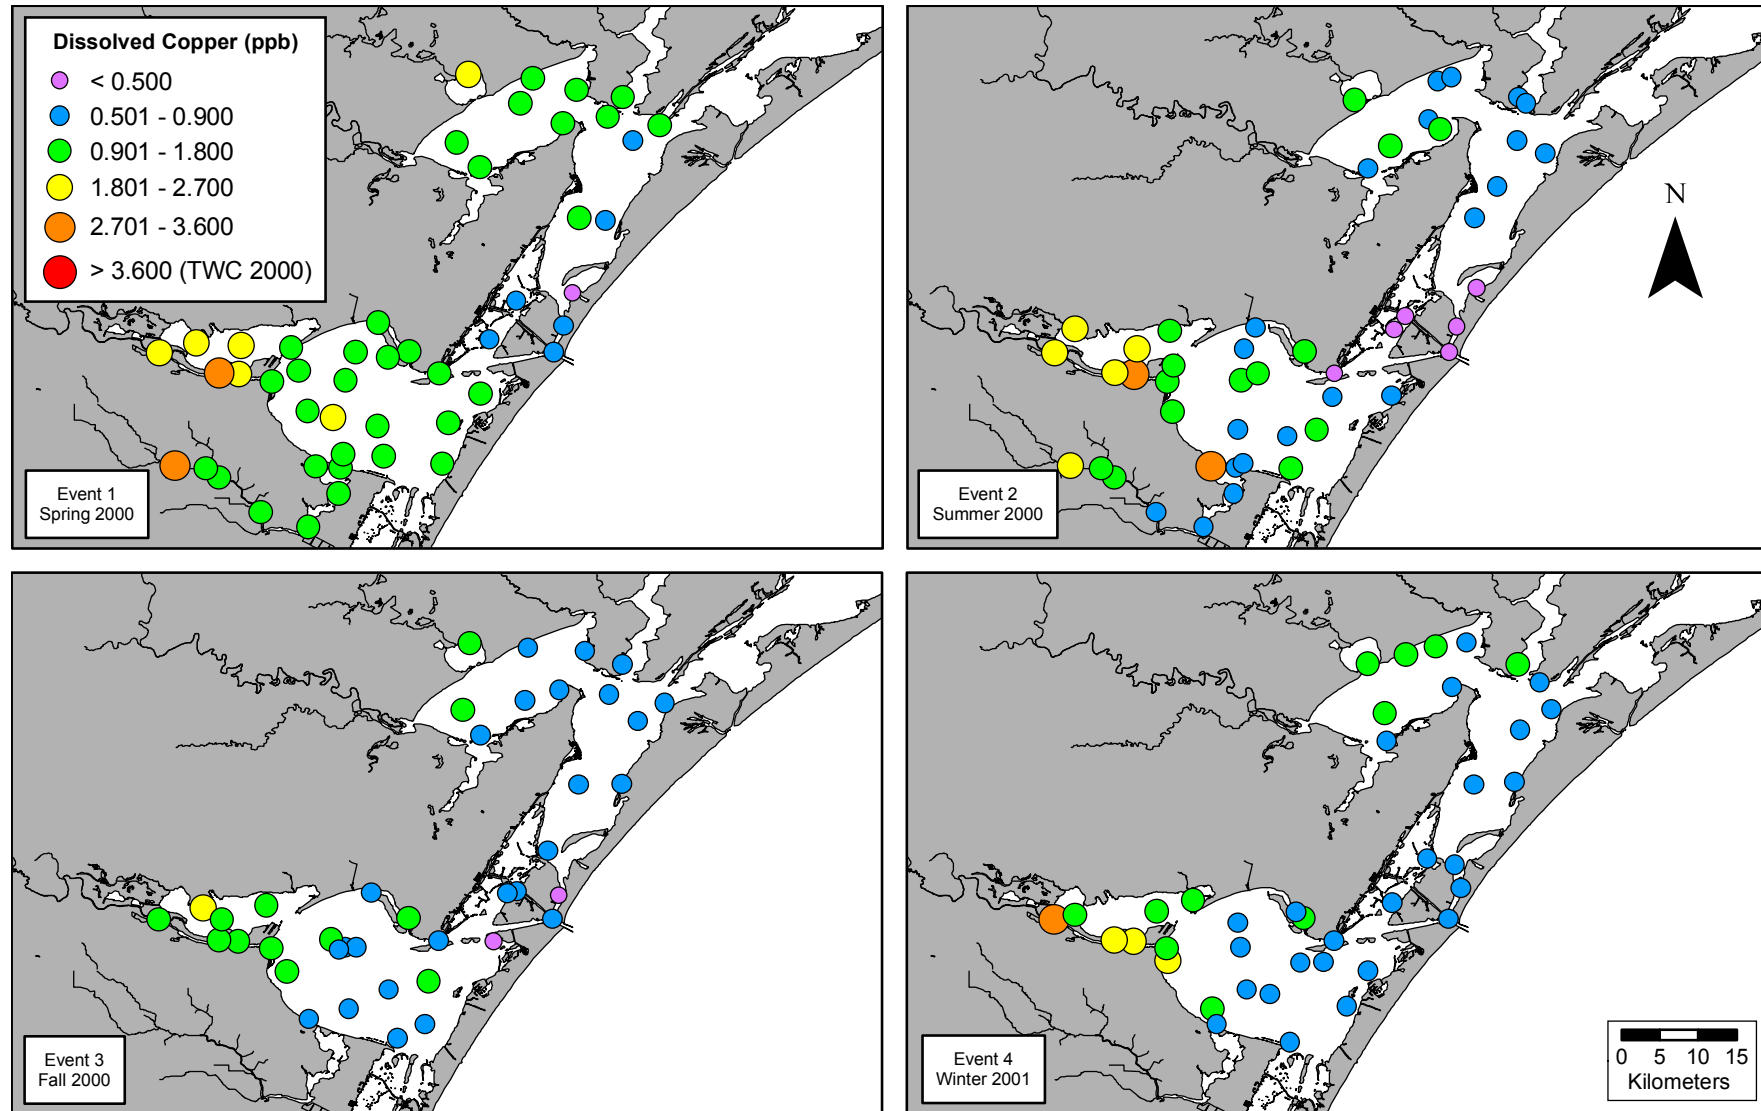 Dissolved Copper (ppb)
< 0.500
0.501 - 0.900
0.901 - 1.800
1.801 - 2.700
2.701 - 3.600
> 3.600 (TWC 2000)
N
Event 1
Spring 2000
Event 2
Summer 2000
Event 3
Fall 2000
Event 4
Winter 2001
0 5 10 15
Kilometers